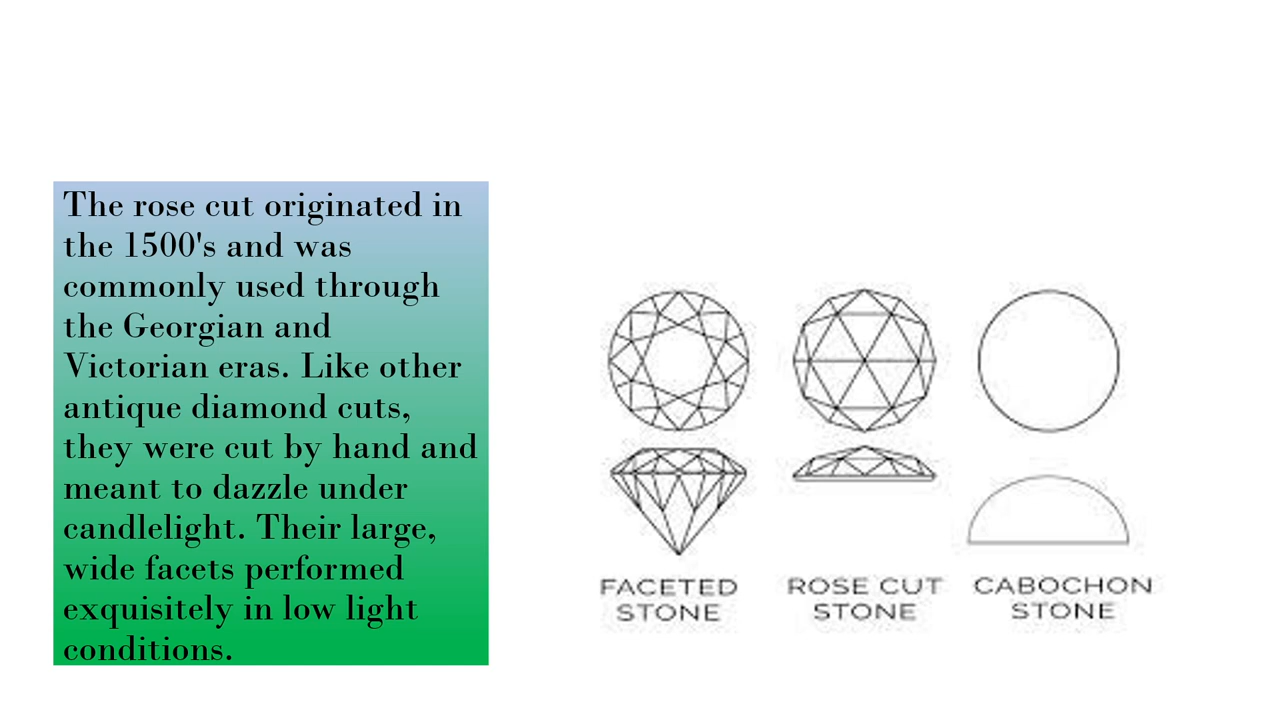 The rose cut originated in
the 1500's and was
commonly used through
the Georgian and
Victorian eras. Like other
antique diamond cuts,
they were cut by hand and
meant to dazzle under
candlelight. Their large,
wide facets performed
exquisitely in low light
conditions.
FACETED
STONE
ROSE CUT
STONE
CABOCHON
STONE